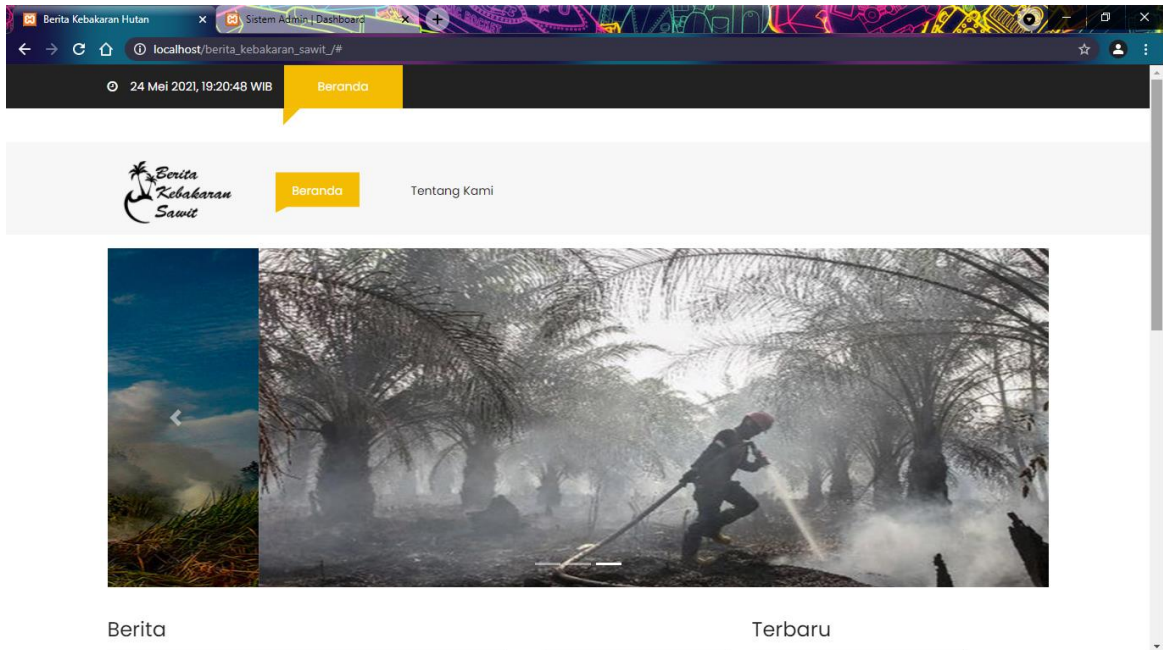 Berita Kebakaran Hutan
Sistem Admin | Dashboard
localhost/berita_kebakaran_sawit_/#
24 Mei 2021, 19:20:48 WIB
Beranda
Berita
Kebakaran
Sawit
Beranda
Tentang Kami
Berita
Terbaru